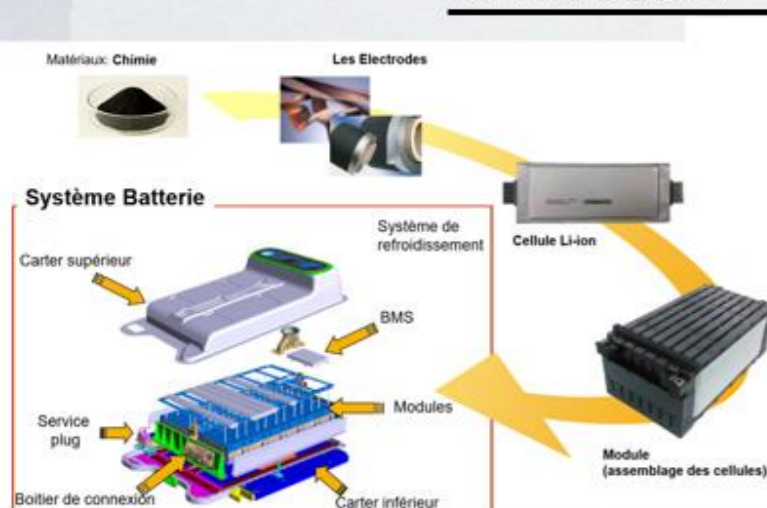 Matériaux: Chimie
Les Electrodes
Cellule Li-ion
Système Batterie
Système de
refroidissement
Carter supérieur
BMS
Modules
Service
plug
Boitier de connexion
Carter inférieur
Module
(assemblage des cellules)